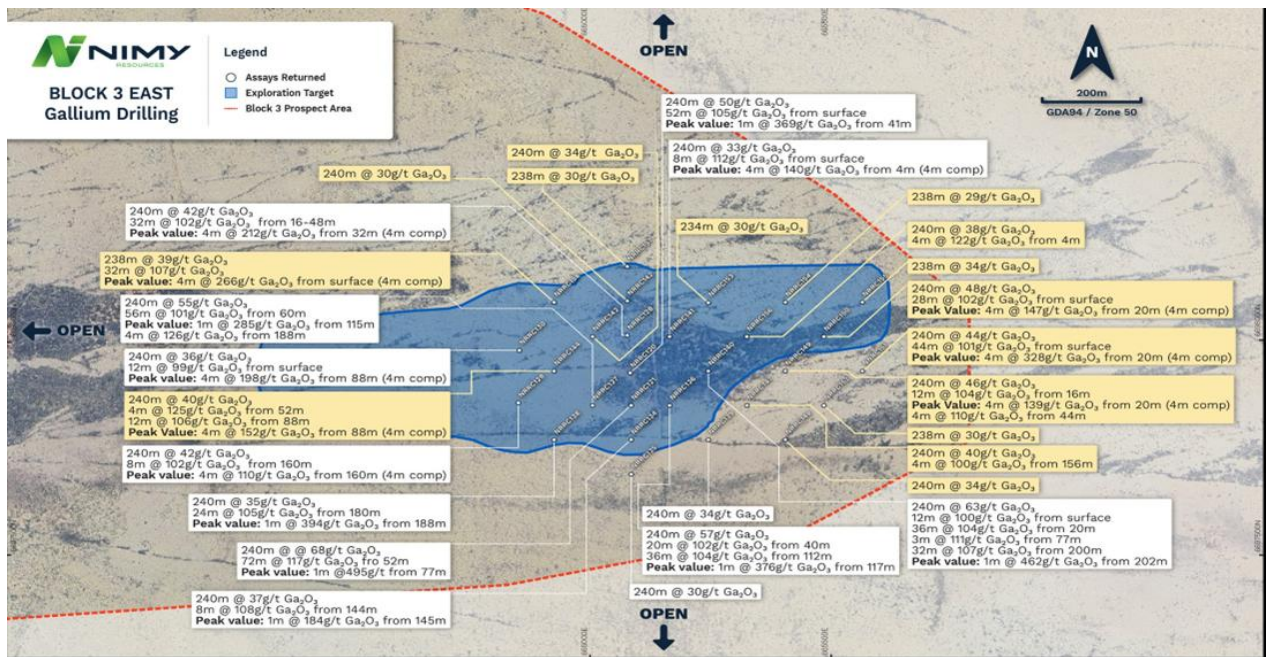 NIMY
RESOURCES
BLOCK 3 EAST
Gallium Drilling
Legend
Assays Returned
Exploration Target
Block 3 Prospect Area
OPEN
N
200m
GDA94 / Zone 50
240m @ 50g/t Ga₂O₃
52m @ 105g/t Ga₂O₃ from surface
Peak value: 1m @ 369g/t Ga₂O₃ from 41m
240m @ 33g/t Ga₂O₃
8m @ 112g/t Ga₂O₃ from surface
Peak value: 4m @ 140g/t Ga₂O₃ from 4m (4m comp)
240m @ 34g/t Ga₂O₃
238m @ 30g/t Ga₂O₃
240m @ 30g/t Ga₂O₃
234m @ 30g/t Ga₂O₃
240m @ 42g/t Ga₂O₃
32m @ 102g/t Ga₂O₃ from 16-48m
Peak value: 4m @ 212g/t Ga₂O₃ from 32m (4m comp)
238m @ 39g/t Ga₂O₃
32m @ 107g/t Ga₂O₃
Peak value: 4m @ 266g/t Ga₂O₃ from surface (4m comp)
240m @ 55g/t Ga₂O₃
56m @ 101g/t Ga₂O₃ from 60m
Peak value: 1m @ 285g/t Ga₂O₃ from 115m
4m @ 126g/t Ga₂O₃ from 188m
OPEN
240m @ 36g/t Ga₂O₃
12m @ 99g/t Ga₂O₃ from surface
Peak value: 4m @ 198g/t Ga₂O₃ from 88m (4m comp)
240m @ 40g/t Ga₂O₃
4m @ 125g/t Ga₂O₃ from 52m
12m @ 106g/t Ga₂O₃ from 88m
Peak value: 4m @ 152g/t Ga₂O₃ from 88m (4m comp)
240m @ 42g/t Ga₂O₃
8m @ 102g/t Ga₂O₃ from 160m
Peak value: 4m @ 110g/t Ga₂O₃ from 160m (4m comp)
240m @ 35g/t Ga₂O₃
24m @ 105g/t Ga₂O₃ from 180m
Peak value: 1m @ 394g/t Ga₂O₃ from 188m
240m @ @ 68g/t Ga₂O₃
72m @ 117g/t Ga₂O₃ fro 52m
Peak value: 1m @495g/t from 77m
240m @ 37g/t Ga₂O₃
8m @ 108g/t Ga₂O₃ from 144m
Peak value: 1m @ 184g/t Ga₂O₃ from 145m
238m @ 29g/t Ga₂O₃
240m @ 38g/t Ga₂O₃
4m @ 122g/t Ga₂O₃ from 4m
238m @ 34g/t Ga₂O₃
240m @ 48g/t Ga₂O₃
28m @ 102g/t Ga₂O₃ from surface
Peak value: 4m @ 147g/t Ga₂O₃ from 20m (4m comp)
240m @ 44g/t Ga₂O₃
44m @ 101g/t Ga₂O₃ from surface
Peak value: 4m @ 328g/t Ga₂O₃ from 20m (4m comp)
240m @ 46g/t Ga₂O₃
12m @ 104g/t Ga₂O₃ from 16m
Peak value: 4m @ 139g/t Ga₂O₃ from 20m (4m comp)
4m @ 110g/t Ga₂O₃ from 44m
238m @ 30g/t Ga₂O₃
240m @ 40g/t Ga₂O₃
4m @ 100g/t Ga₂O₃ from 156m
240m @ 34g/t Ga₂O₃
240m @ 63g/t Ga₂O₃
12m @ 100g/t Ga₂O₃ from surface
36m @ 104g/t Ga₂O₃ from 20m
3m @ 111g/t Ga₂O₃ from 77m
32m @ 107g/t Ga₂O₃ from 200m
Peak value: 1m @ 462g/t Ga₂O₃ from 202m
240m @ 34g/t Ga₂O₃
240m @ 57g/t Ga₂O₃
20m @ 102g/t Ga₂O₃ from 40m
36m @ 104g/t Ga₂O₃ from 112m
Peak value: 1m @ 376g/t Ga₂O₃ from 117m
240m @ 30g/t Ga₂O₃
OPEN